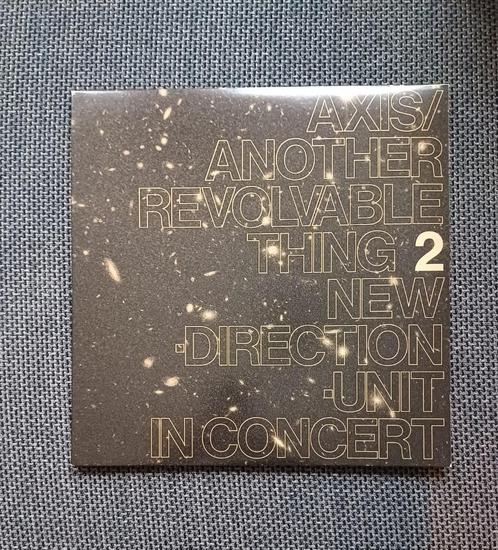 AXIS/
ANOTHER
REVOLVABLE
THING 2
NEW
·DIRECTION
·UNIT
IN CONCERT